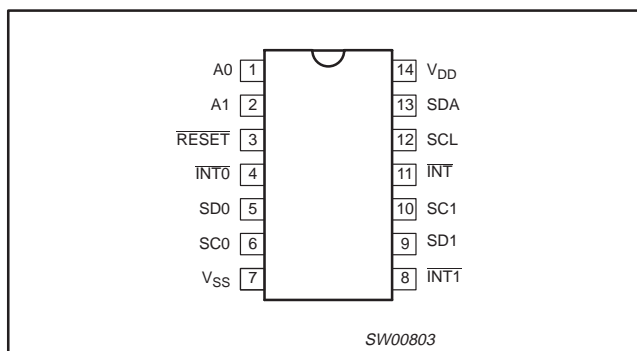 A0 1 14 VDD
A1 2 13 SDA
RESET 3 12 SCL
INT0 4 11 INT
SD0 5 10 SC1
SC0 6 9 SD1
VSS 7 8 INT1
SW00803